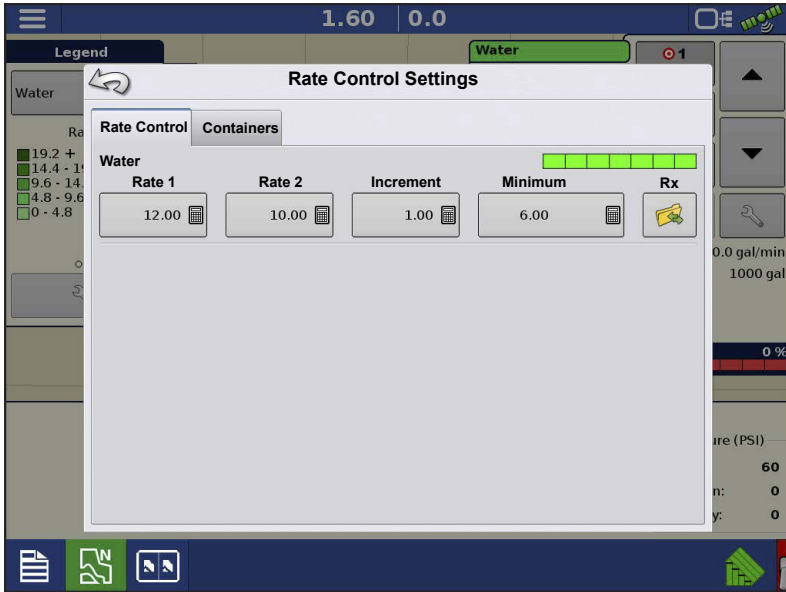 1.60 0.0
Legend
Water
1
Water
Rate Control Settings
Rate Control Containers
Water
Rate 1 Rate 2 Increment Minimum Rx
12.00 10.00 1.00 6.00
Ra
19.2 +
14.4 - 1
9.6 - 14.
4.8 - 9.6
0 - 4.8
0.0 gal/min
1000 gal
0 %
ure (PSI)
60
n: 0
y: 0
N